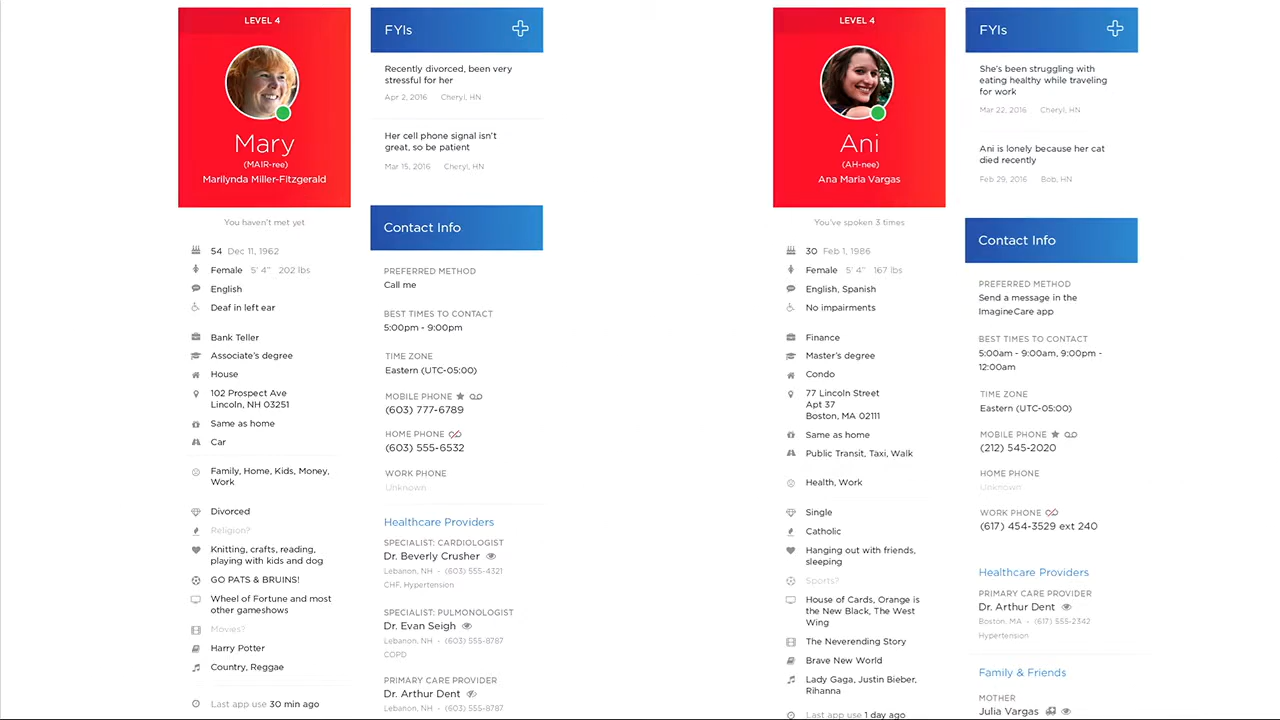 LEVEL 4
Mary
(MAIR-ree)
Marilynda Miller-Fitzgerald
You haven't met yet
54 Dec 11, 1962
Female 5' 4" 202 lbs
English
Deaf in left ear
Bank Teller
Associate's degree
House
102 Prospect Ave
Lincoln, NH 03251
Same as home
Car
Family, Home, Kids, Money,
Work
Divorced
Religion?
Knitting, crafts, reading,
playing with kids and dog
GO PATS & BRUINS!
Wheel of Fortune and most
other gameshows
Movies?
Harry Potter
Country, Reggae
Last app use 30 min ago
FYIs
Recently divorced, been very
stressful for her
Apr 2, 2016 Cheryl, HN
Her cell phone signal isn't
great, so be patient
Mar 15, 2016 Cheryl, HN
Contact Info
PREFERRED METHOD
Call me
BEST TIMES TO CONTACT
5:00pm - 9:00pm
TIME ZONE
Eastern (UTC-05:00)
MOBILE PHONE
(603) 777-6789
HOME PHONE
(603) 555-6532
WORK PHONE
Unknown
Healthcare Providers
SPECIALIST: CARDIOLOGIST
Dr. Beverly Crusher
Lebanon, NH - (603) 555-4321
CHF, Hypertension
SPECIALIST: PULMONOLOGIST
Dr. Evan Seigh
Lebanon, NH - (603) 555-8787
COPD
PRIMARY CARE PROVIDER
Dr. Arthur Dent
Lebanon, NH - (603) 555-8787
LEVEL 4
Ani
(AH-nee)
Ana Maria Vargas
You've spoken 3 times
30 Feb 1, 1986
Female 5' 4" 167 lbs
English, Spanish
No impairments
Finance
Master's degree
Condo
77 Lincoln Street
Apt 37
Boston, MA 02111
Same as home
Public Transit, Taxi, Walk
Health, Work
Single
Catholic
Hanging out with friends,
sleeping
Sports?
House of Cards, Orange is
the New Black, The West
Wing
The Neverending Story
Brave New World
Lady Gaga, Justin Bieber,
Rihanna
Last app use 1 day ago
FYIs
She's been struggling with
eating healthy while traveling
for work
Mar 22, 2016 Cheryl, HN
Ani is lonely because her cat
died recently
Feb 29, 2016 Bob, HN
Contact Info
PREFERRED METHOD
Send a message in the
ImagineCare app
BEST TIMES TO CONTACT
5:00am - 9:00am, 9:00pm -
12:00am
TIME ZONE
Eastern (UTC-05:00)
MOBILE PHONE
(212) 545-2020
HOME PHONE
Unknown
WORK PHONE
(617) 454-3529 ext 240
Healthcare Providers
PRIMARY CARE PROVIDER
Dr. Arthur Dent
Boston, MA - (617) 555-2342
Hypertension
Family & Friends
MOTHER
Julia Vargas